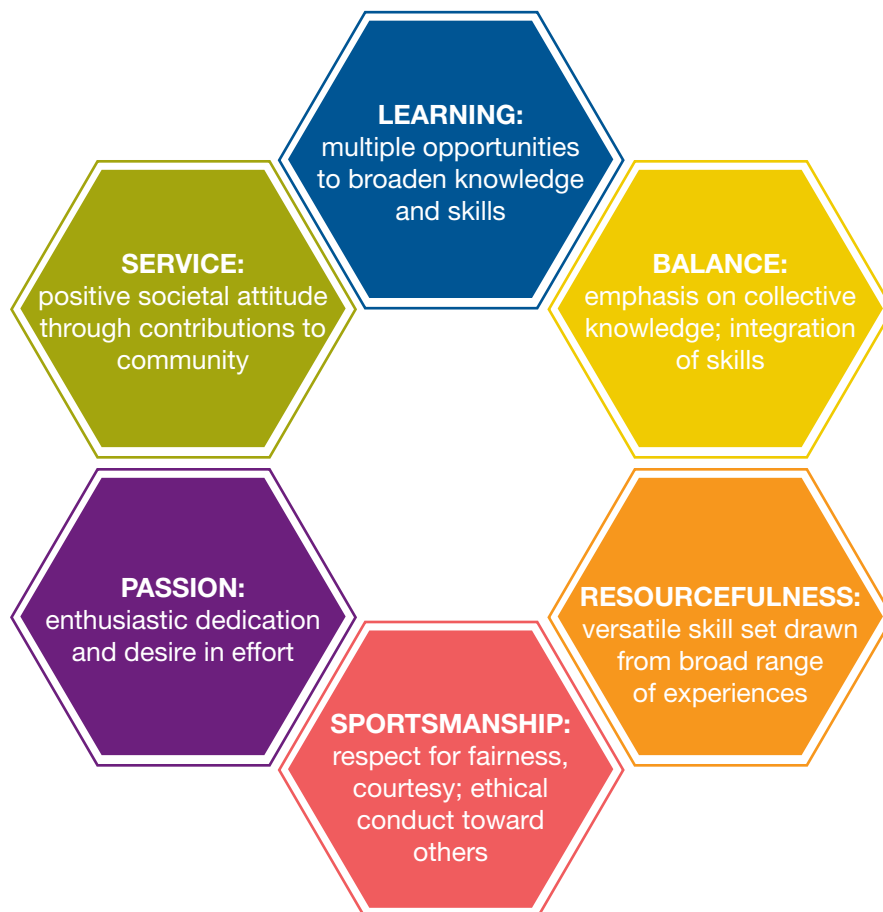 LEARNING:
multiple opportunities
to broaden knowledge
and skills
SERVICE:
positive societal attitude
through contributions to
community
BALANCE:
emphasis on collective
knowledge; integration
of skills
PASSION:
enthusiastic dedication
and desire in effort
RESOURCEFULNESS:
versatile skill set drawn
from broad range
of experiences
SPORTSMANSHIP:
respect for fairness,
courtesy; ethical
conduct toward
others